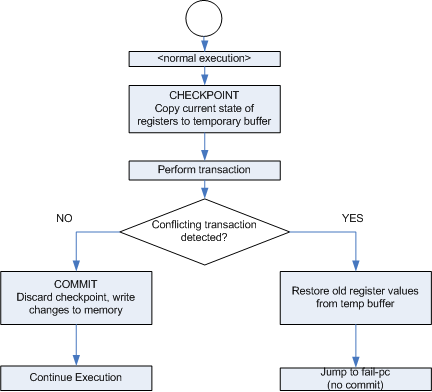 <normal execution>
CHECKPOINT
Copy current state of
registers to temporary buffer
Perform transaction
Conflicting transaction
detected?
NO
YES
COMMIT
Discard checkpoint, write
changes to memory
Restore old register values
from temp buffer
Continue Execution
Jump to fail-pc
(no commit)